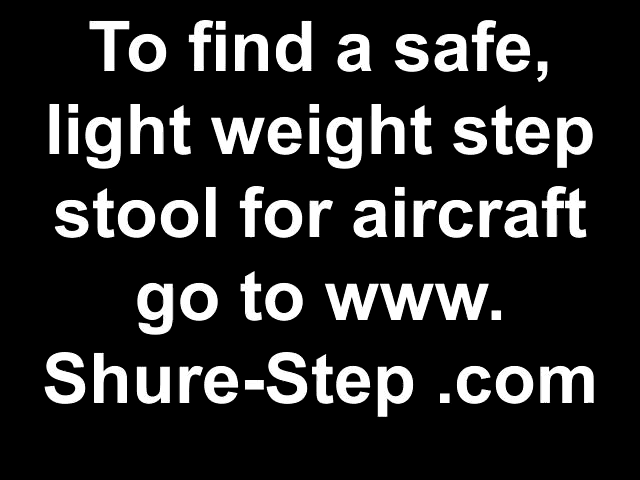 To find a safe,
light weight step
stool for aircraft
go to www.
Shure-Step .com